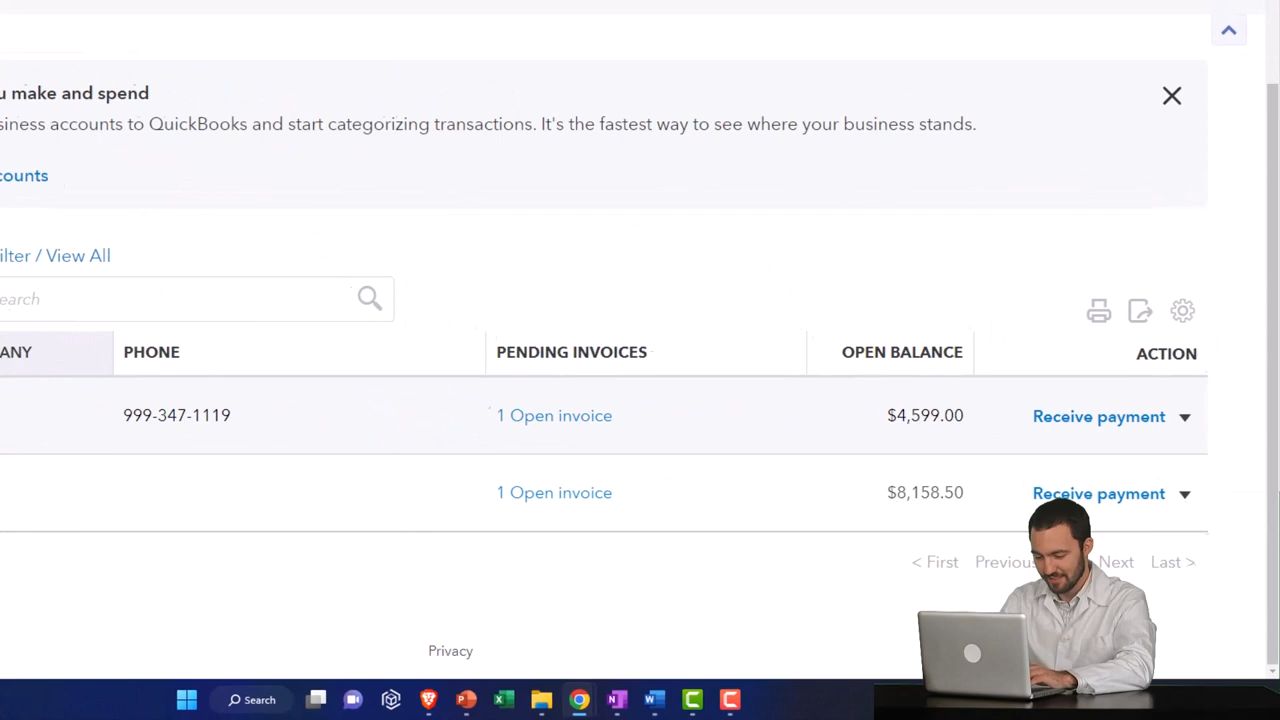 u make and spend
siness accounts to QuickBooks and start categorizing transactions. It's the fastest way to see where your business stands.
counts
ilter / View All
earch
ANY PHONE PENDING INVOICES OPEN BALANCE ACTION
999-347-1119 1 Open invoice $4,599.00 Receive payment
1 Open invoice $8,158.50 Receive payment
< First Previous Next Last >
Privacy
Search